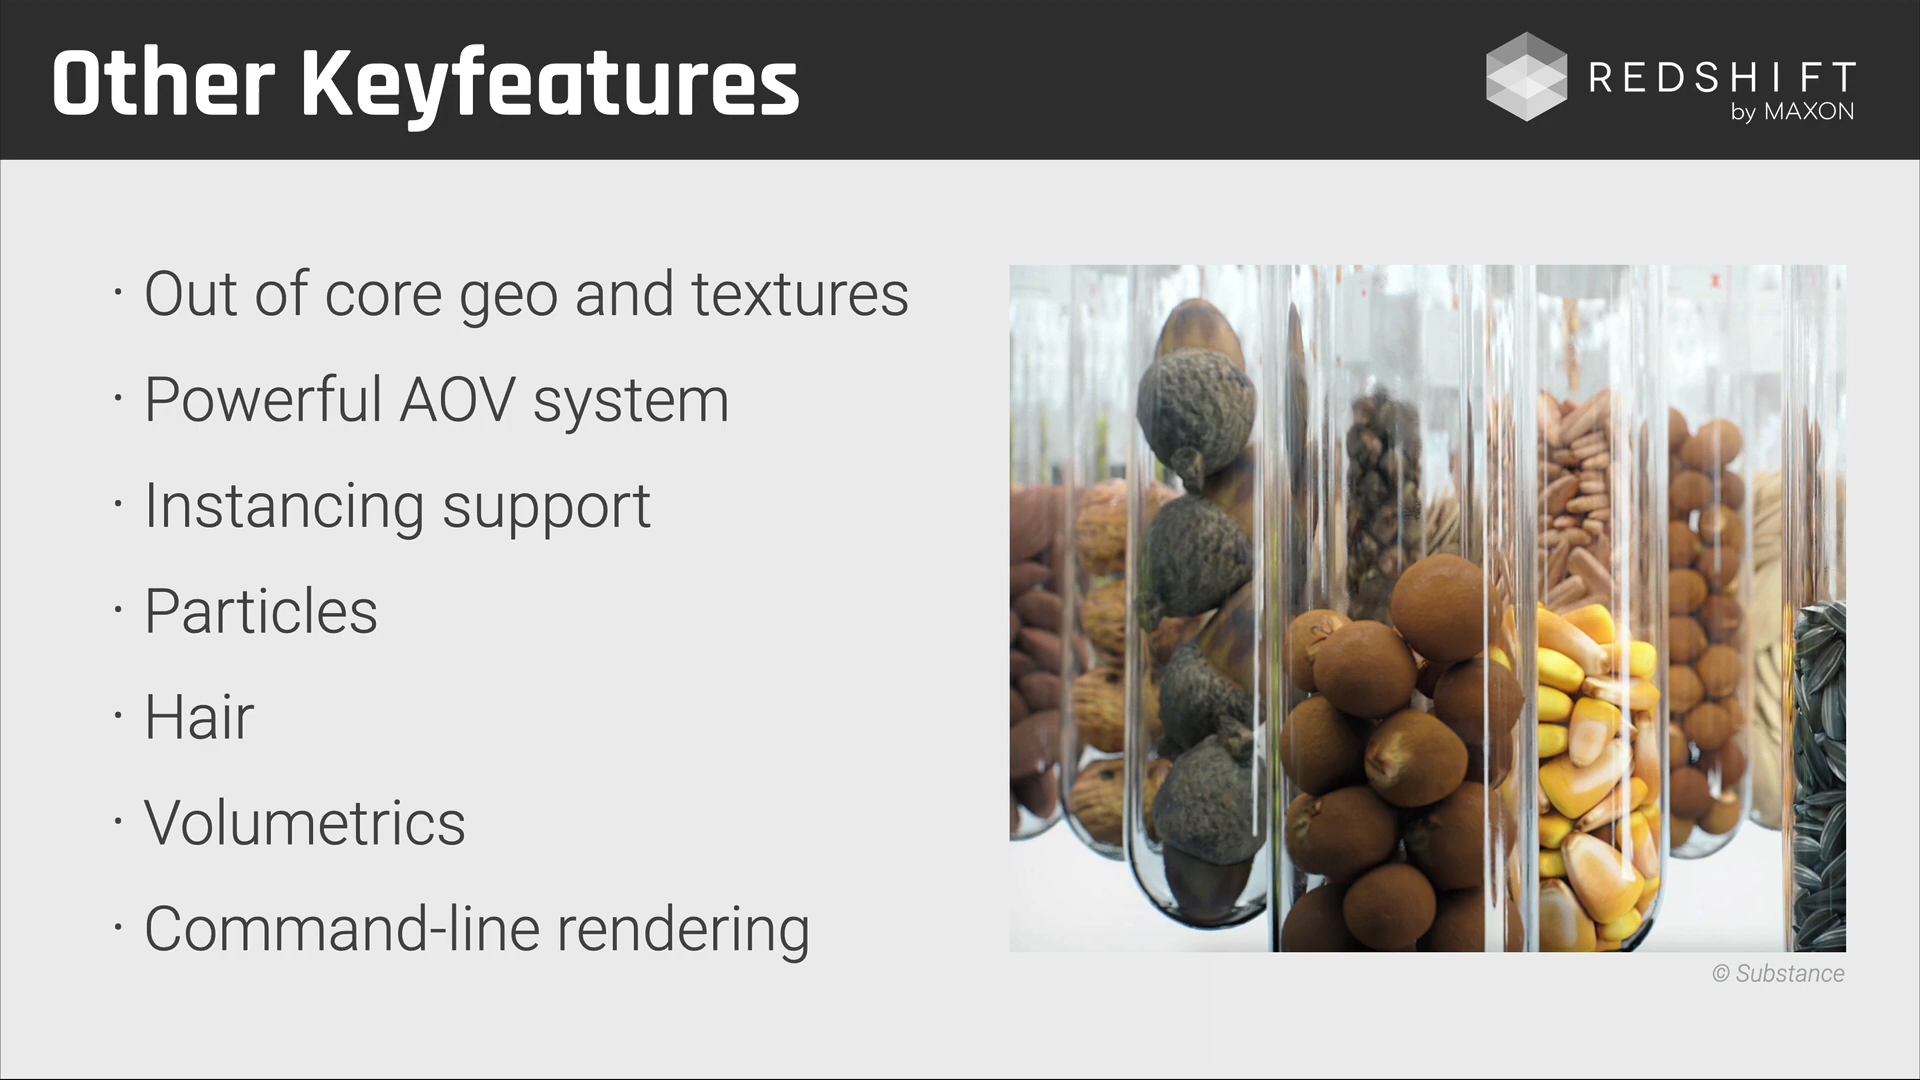 Other Keyfeatures
REDSHIFT
by MAXON
· Out of core geo and textures
· Powerful AOV system
· Instancing support
· Particles
· Hair
· Volumetrics
· Command-line rendering
© Substance